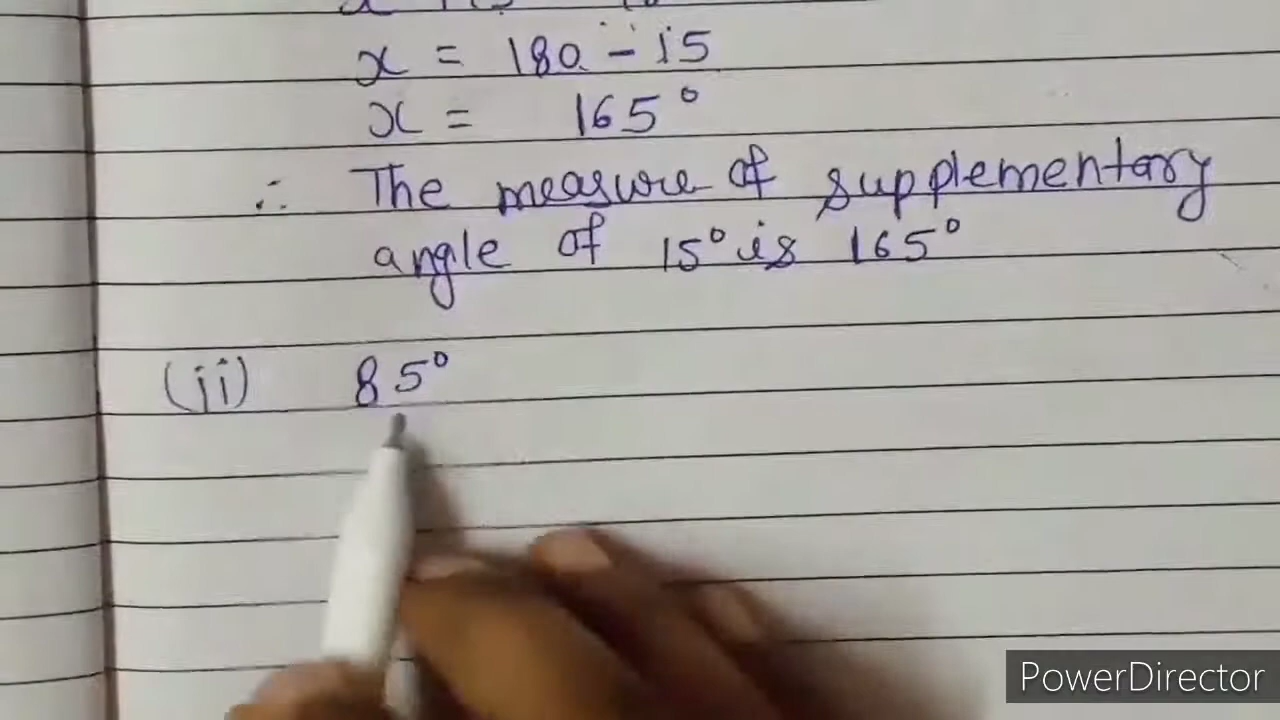 x = 180 - 15
x = 165°
∴ The measure of supplementary
angle of 15° is 165°
(ii) 85°
PowerDirector